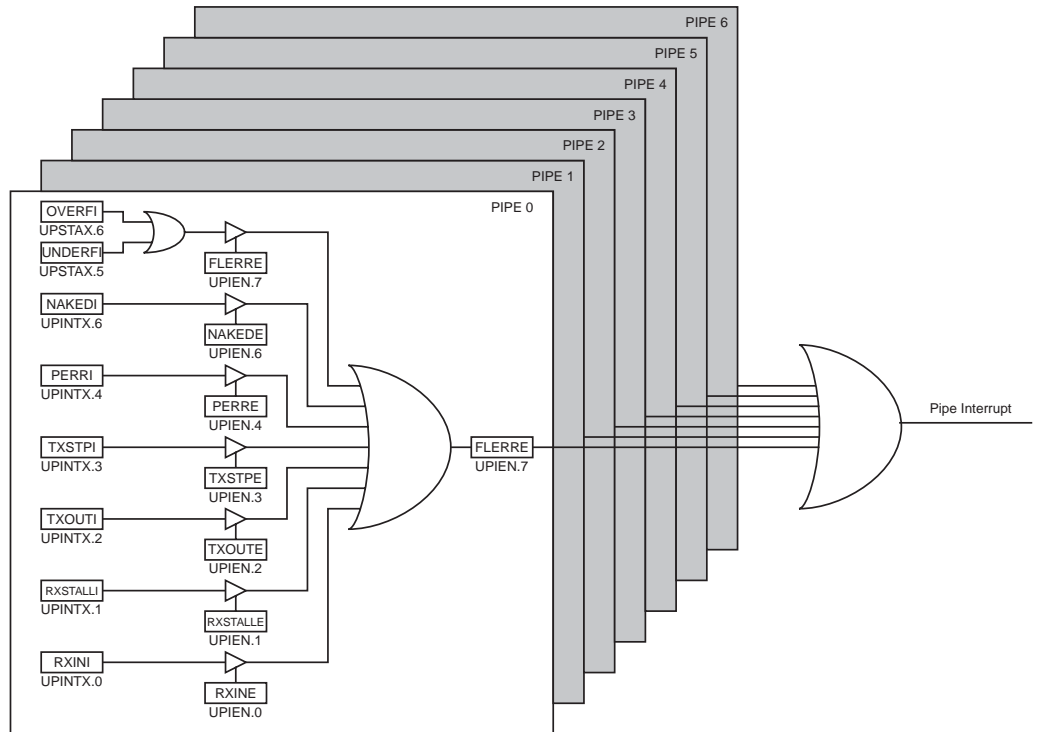 PIPE 6
PIPE 5
PIPE 4
PIPE 3
PIPE 2
PIPE 1
PIPE 0
OVERFI
UPSTAX.6
UNDERFI
UPSTAX.5
FLERRE
UPIEN.7
NAKEDI
UPINTX.6
NAKEDE
UPIEN.6
PERRI
UPINTX.4
PERRE
UPIEN.4
TXSTPI
UPINTX.3
TXSTPE
UPIEN.3
TXOUTI
UPINTX.2
TXOUTE
UPIEN.2
RXSTALLI
UPINTX.1
RXSTALLE
UPIEN.1
RXINI
UPINTX.0
RXINE
UPIEN.0
FLERRE
UPIEN.7
Pipe Interrupt